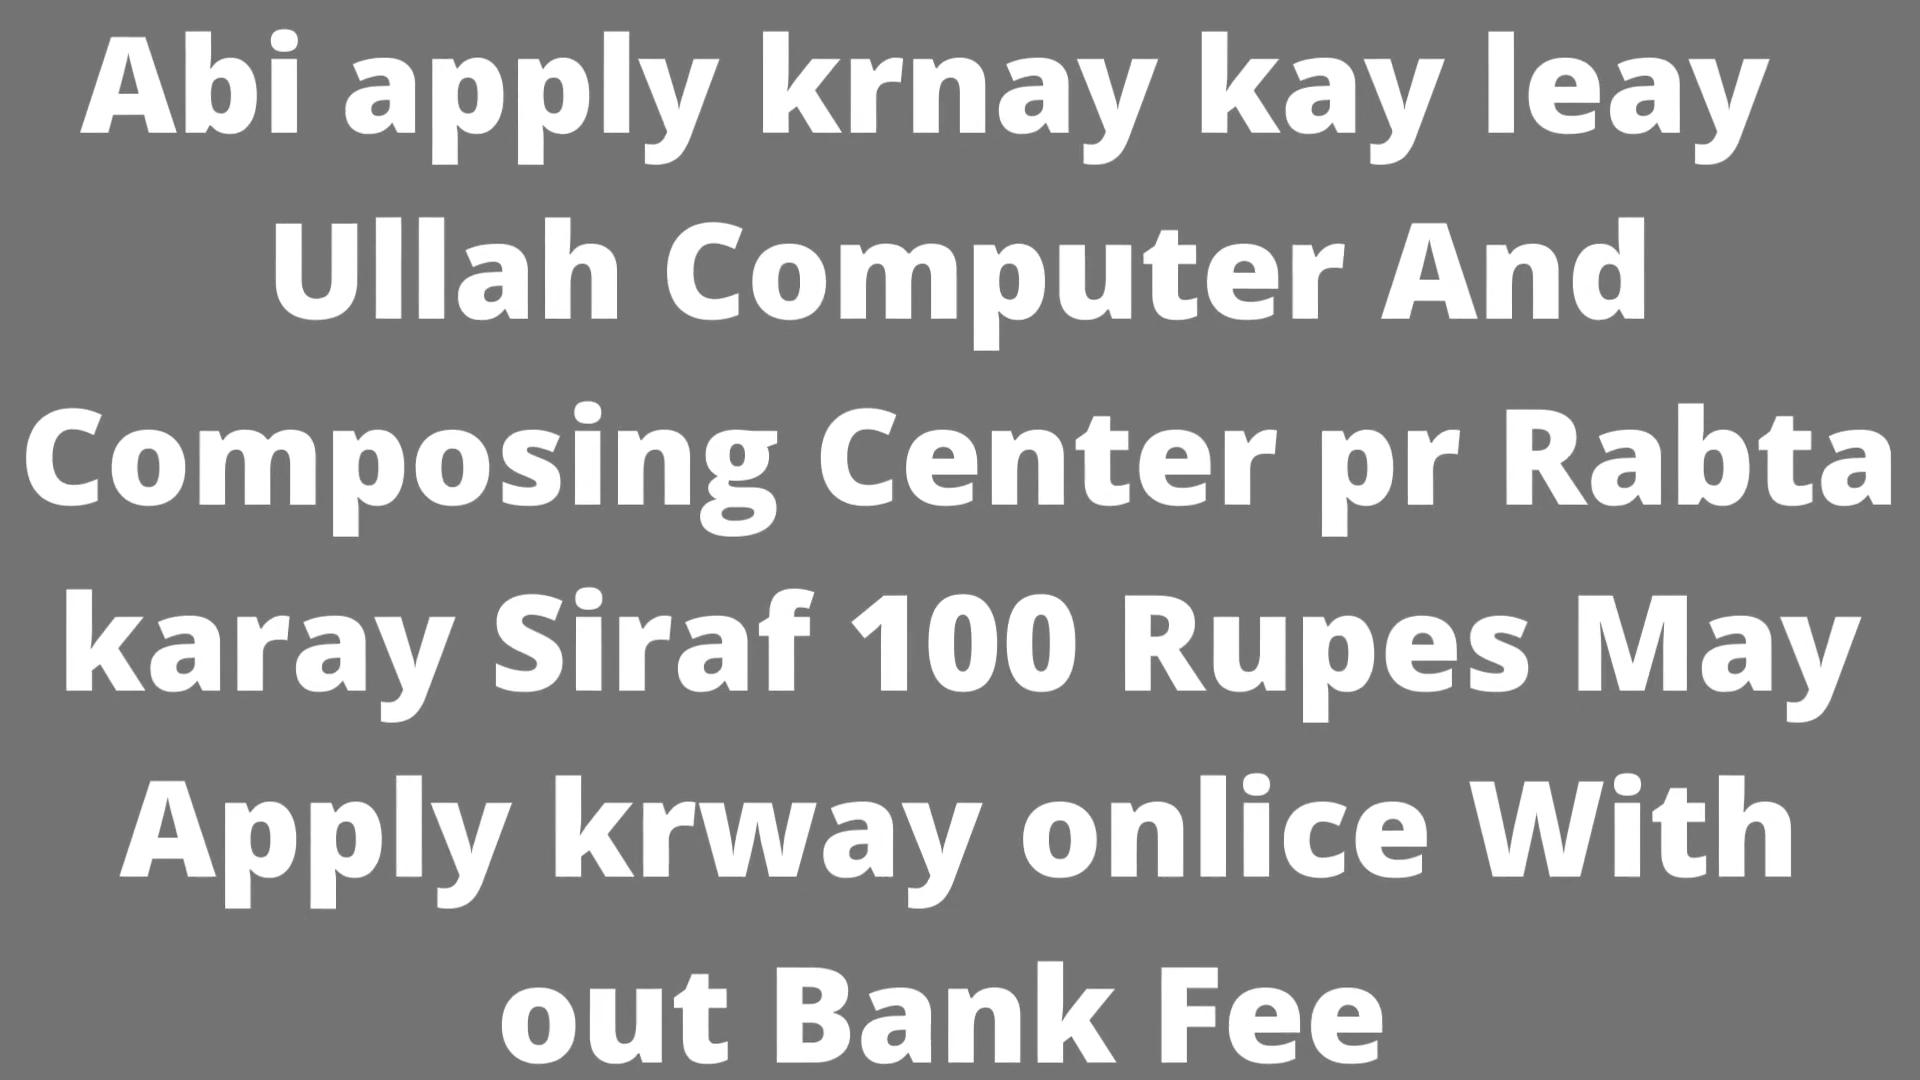 Abi apply krnay kay leay
Ullah Computer And
Composing Center pr Rabta
karay Siraf 100 Rupes May
Apply krway onlice With
out Bank Fee